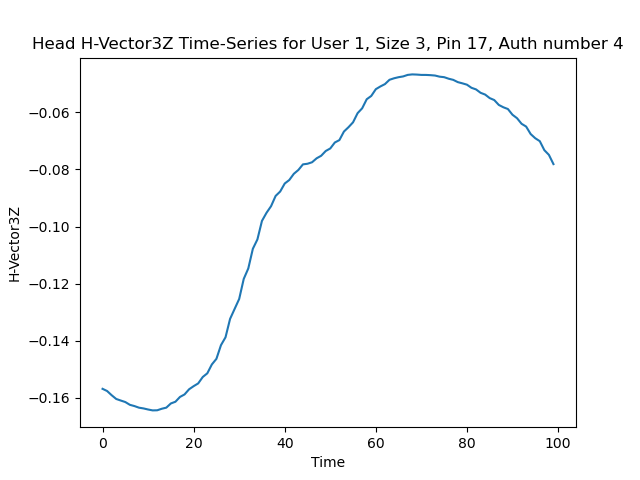 Head H-Vector3Z Time-Series for User 1, Size 3, Pin 17, Auth number 4
H-Vector3Z
−0.06
−0.08
−0.10
−0.12
−0.14
−0.16
0 20 40 60 80 100
Time